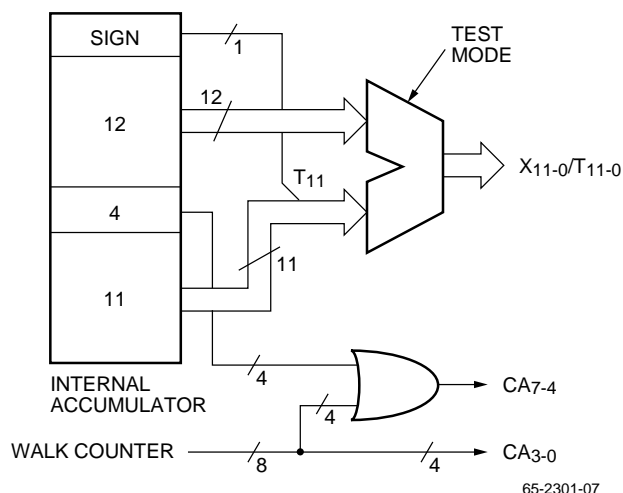 SIGN
1
TEST
MODE
12
12
X11-0/T11-0
T11
4
11
11
INTERNAL
ACCUMULATOR
4
4
CA7-4
WALK COUNTER
8
4
CA3-0
65-2301-07